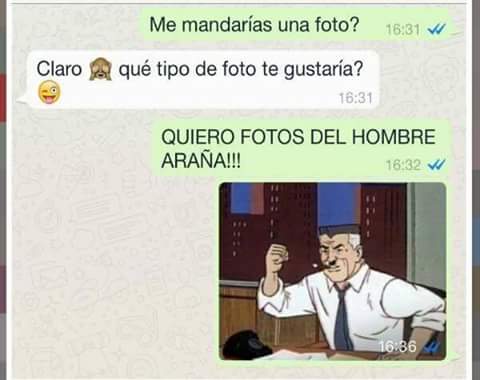 Me mandarías una foto? 16:31
Claro 🙈 qué tipo de foto te gustaría?
😜
16:31
QUIERO FOTOS DEL HOMBRE
ARAÑA!!! 16:32
16:36